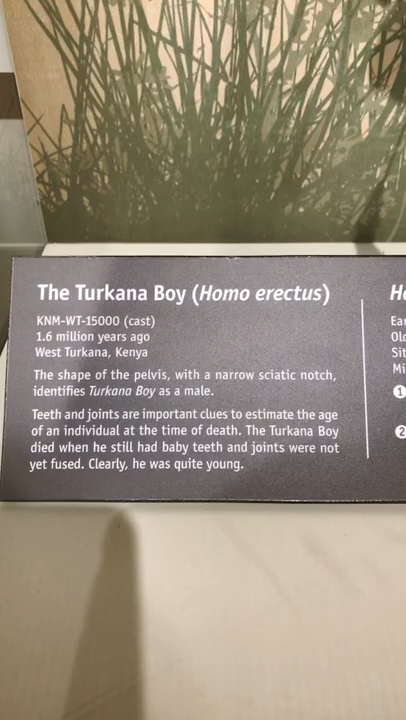 The Turkana Boy (Homo erectus)
KNM-WT-15000 (cast)
1.6 million years ago
West Turkana, Kenya
The shape of the pelvis, with a narrow sciatic notch,
identifies Turkana Boy as a male.
Teeth and joints are important clues to estimate the age
of an individual at the time of death. The Turkana Boy
died when he still had baby teeth and joints were not
yet fused. Clearly, he was quite young.
1
2